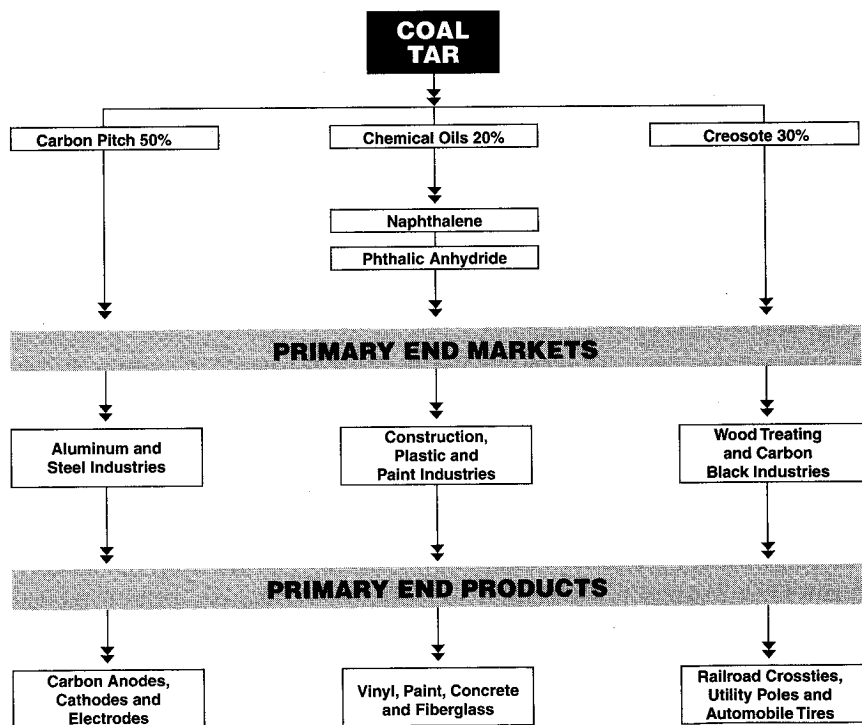 COAL
TAR
Carbon Pitch 50%
Chemical Oils 20%
Creosote 30%
Naphthalene
Phthalic Anhydride
PRIMARY END MARKETS
Aluminum and
Steel Industries
Construction,
Plastic and
Paint Industries
Wood Treating
and Carbon
Black Industries
PRIMARY END PRODUCTS
Carbon Anodes,
Cathodes and
Electrodes
Vinyl, Paint, Concrete
and Fiberglass
Railroad Crossties,
Utility Poles and
Automobile Tires